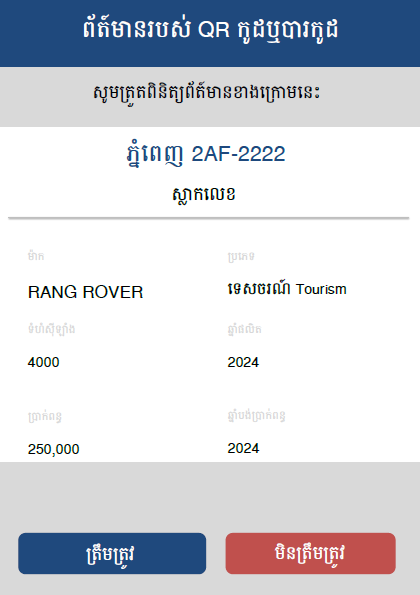 ព័ត៍មានរបស់ QR កូដឬបារកូដ
សូមត្រួតពិនិត្យព័ត៍មានខាងក្រោមនេះ
ភ្នំពេញ 2AF-2222
ស្លាកលេខ
ម៉ាក ប្រភេទ
RANG ROVER ទេសចរណ៍ Tourism
ទំហំស៊ីឡាំង ឆ្នាំផលិត
4000 2024
ប្រាក់ពន្ធ ឆ្នាំបង់ប្រាក់ពន្ធ
250,000 2024
ត្រឹមត្រូវ មិនត្រឹមត្រូវ